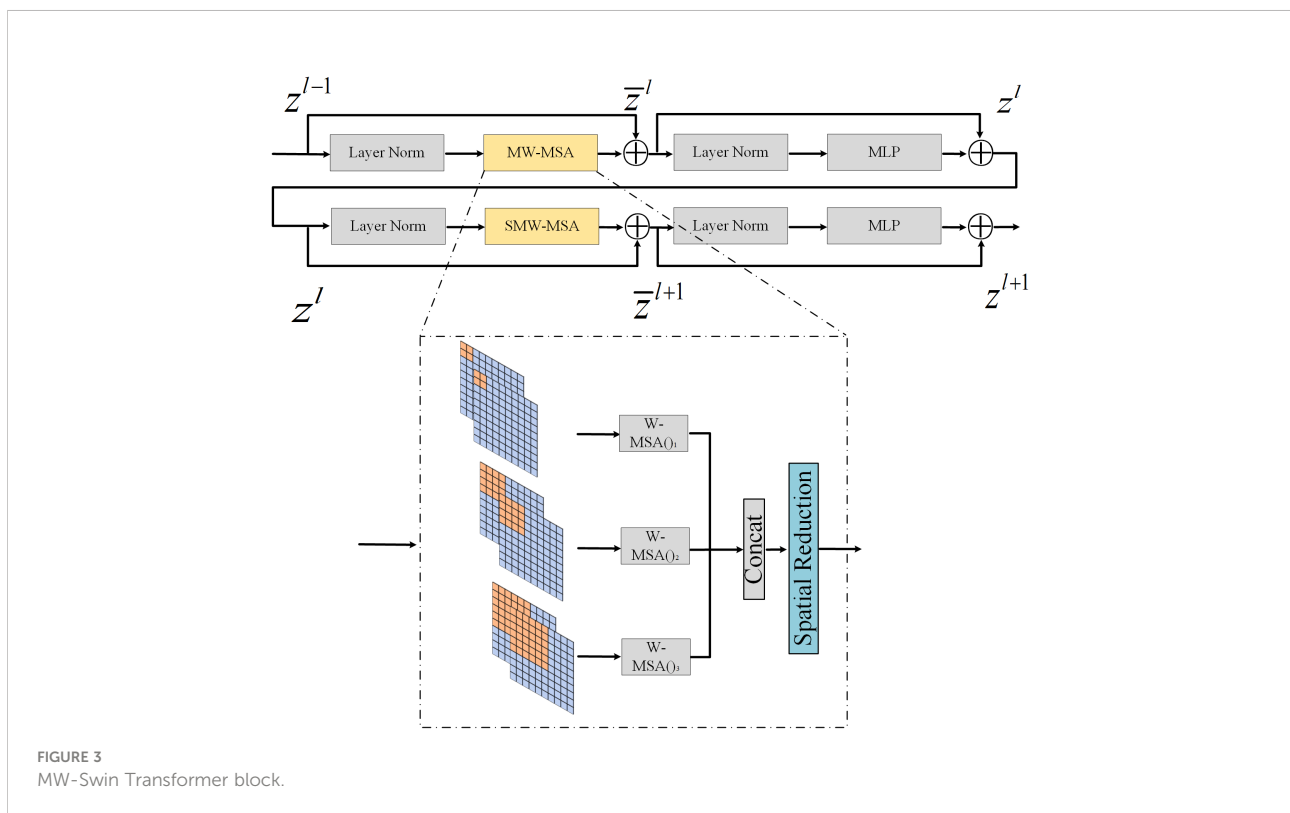 z^{l-1} z̅^l z^l
Layer Norm MW-MSA Layer Norm MLP
Layer Norm SMW-MSA Layer Norm MLP
z^l z̅^{l+1} z^{l+1}
W-
MSA()₁
W-
MSA()₂
W-
MSA()₃
Concat
Spatial Reduction
FIGURE 3
MW-Swin Transformer block.